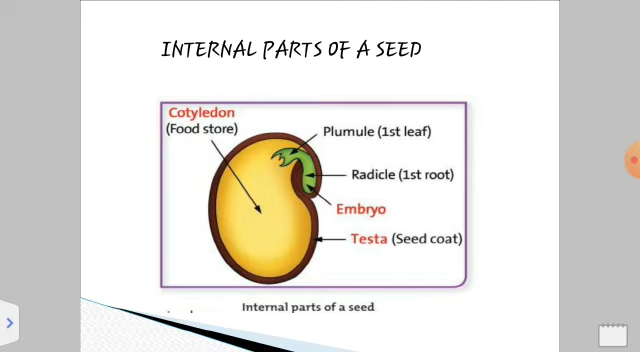 INTERNAL PARTS OF A SEED
Cotyledon
(Food store)
Plumule (1st leaf)
Radicle (1st root)
Embryo
Testa (Seed coat)
Internal parts of a seed